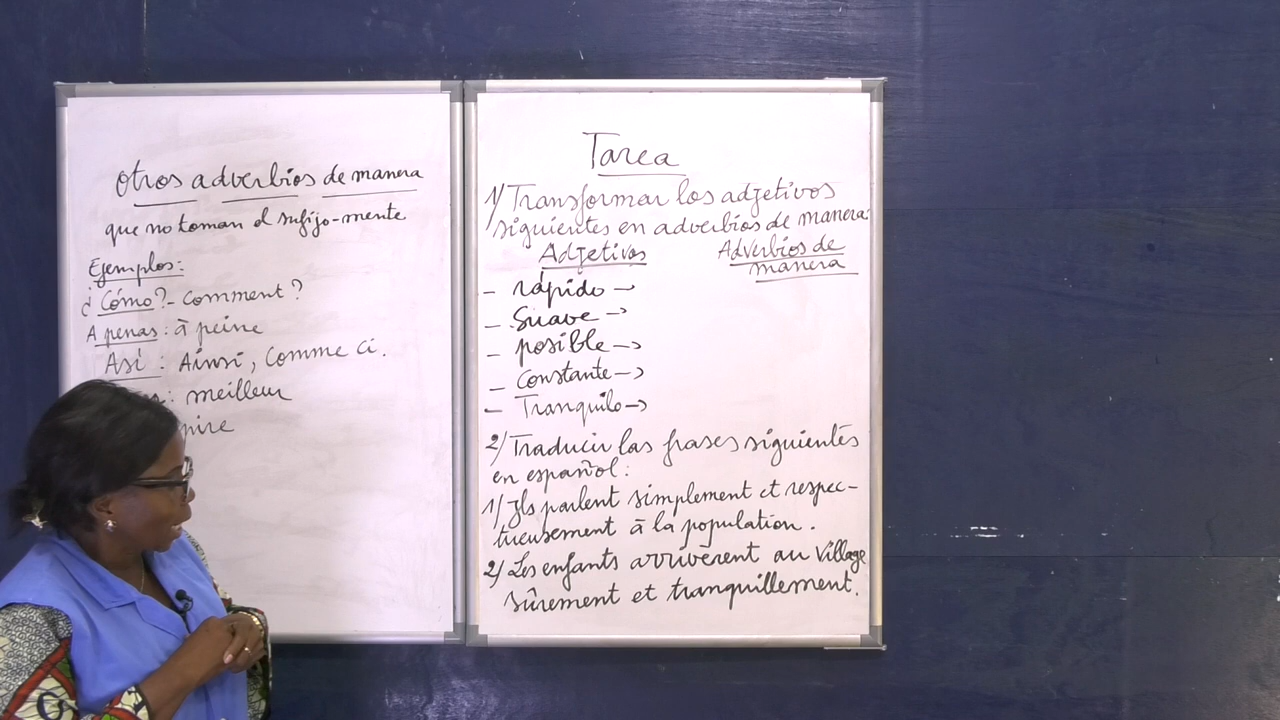 Otros adverbios de manera
que no toman el sufijo-mente
Ejemplos:
¿Cómo?- comment ?
Apenas : à peine
Así : Ainsi, Comme ci.
: meilleur
pire
Tarea
1/ Transformar los adjetivos
siguientes en adverbios de manera:
Adjetivos
Adverbios de
manera
- rápido ->
- Suave ->
- posible ->
- Constante ->
- Tranquilo ->
2/ Traducir las frases siguientes
en español :
1/ Ils parlent simplement et respec-
tueusement à la population .
2/ Les enfants arrivèrent au village
sûrement et tranquillement.